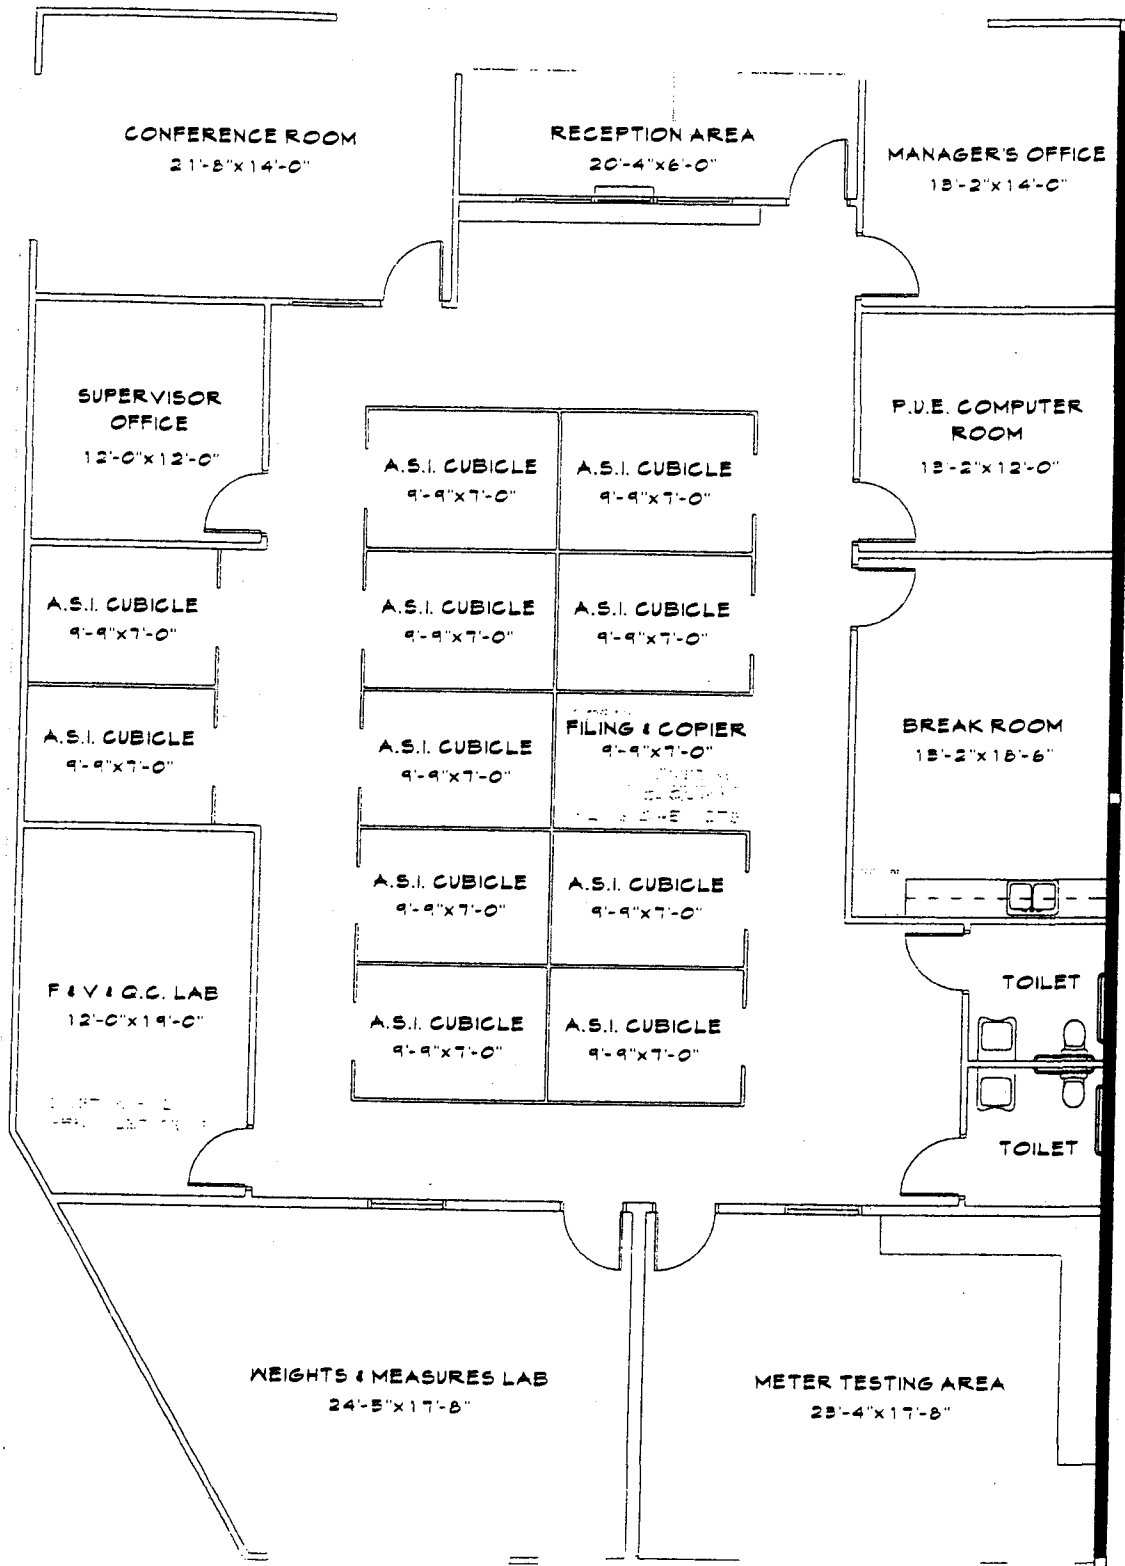 CONFERENCE ROOM
21'-8"x14'-0"
RECEPTION AREA
20'-4"x6'-0"
MANAGER'S OFFICE
13'-2"x14'-0"
SUPERVISOR
OFFICE
12'-0"x12'-0"
P.U.E. COMPUTER
ROOM
13'-2"x12'-0"
A.S.I. CUBICLE
9'-9"x7'-0"
A.S.I. CUBICLE
9'-9"x7'-0"
A.S.I. CUBICLE
9'-9"x7'-0"
A.S.I. CUBICLE
9'-9"x7'-0"
A.S.I. CUBICLE
9'-9"x7'-0"
A.S.I. CUBICLE
9'-9"x7'-0"
A.S.I. CUBICLE
9'-9"x7'-0"
FILING & COPIER
9'-9"x7'-0"
BREAK ROOM
13'-2"x18'-6"
A.S.I. CUBICLE
9'-9"x7'-0"
A.S.I. CUBICLE
9'-9"x7'-0"
F & V & Q.C. LAB
12'-0"x19'-0"
A.S.I. CUBICLE
9'-9"x7'-0"
A.S.I. CUBICLE
9'-9"x7'-0"
TOILET
TOILET
WEIGHTS & MEASURES LAB
24'-5"x17'-8"
METER TESTING AREA
23'-4"x17'-8"